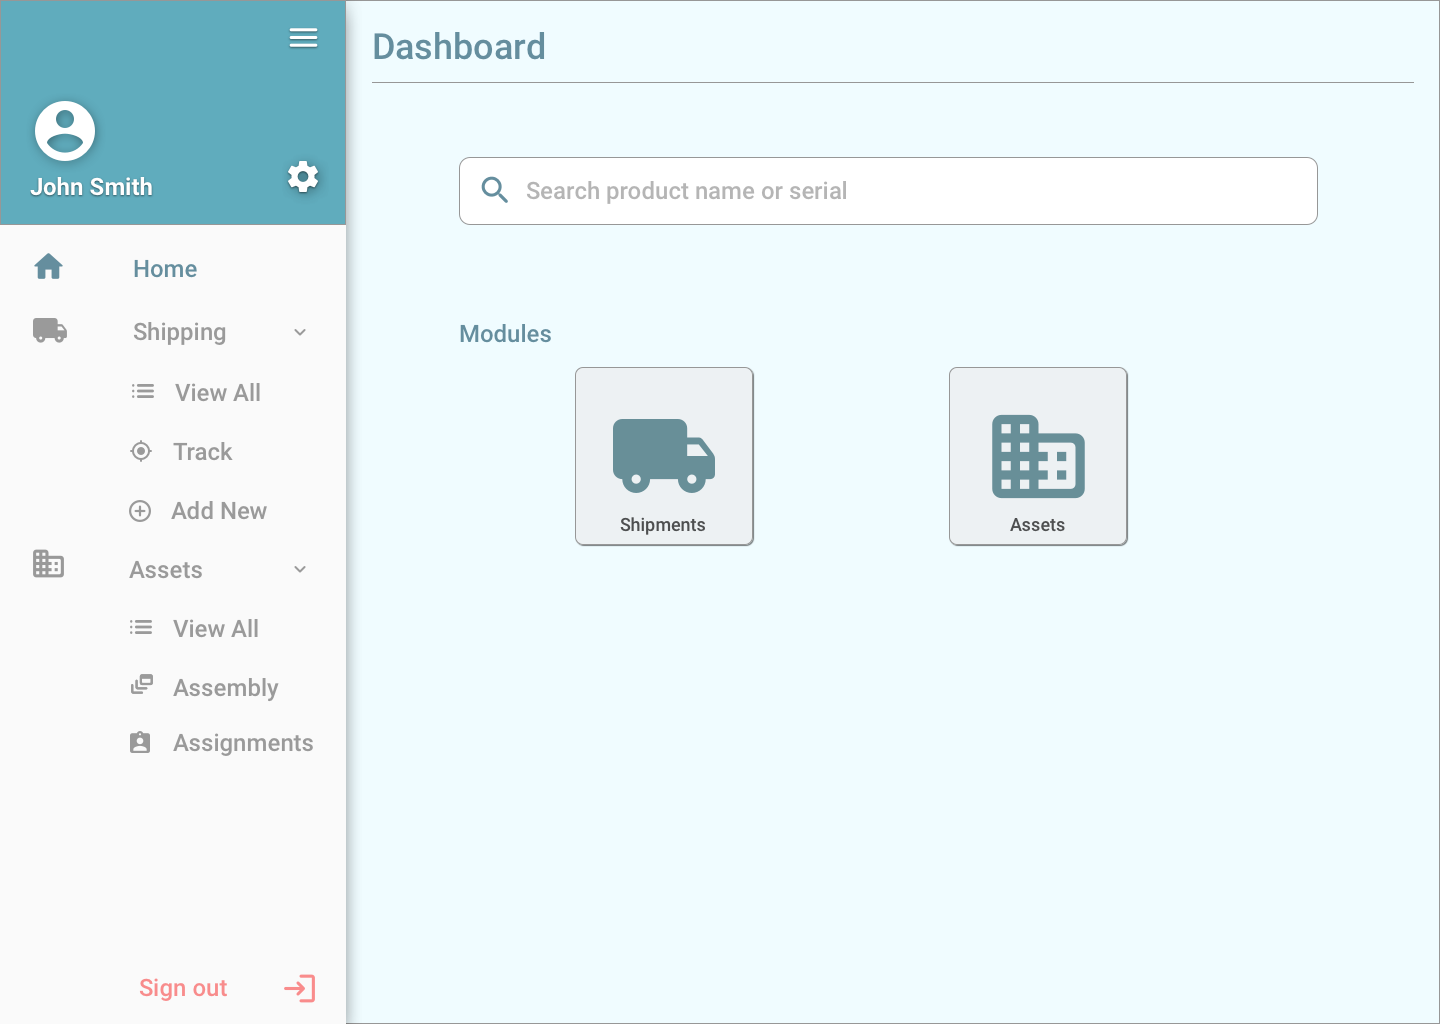 John Smith
Home
Shipping
View All
Track
Add New
Assets
View All
Assembly
Assignments
Sign out
Dashboard
Search product name or serial
Modules
Shipments
Assets